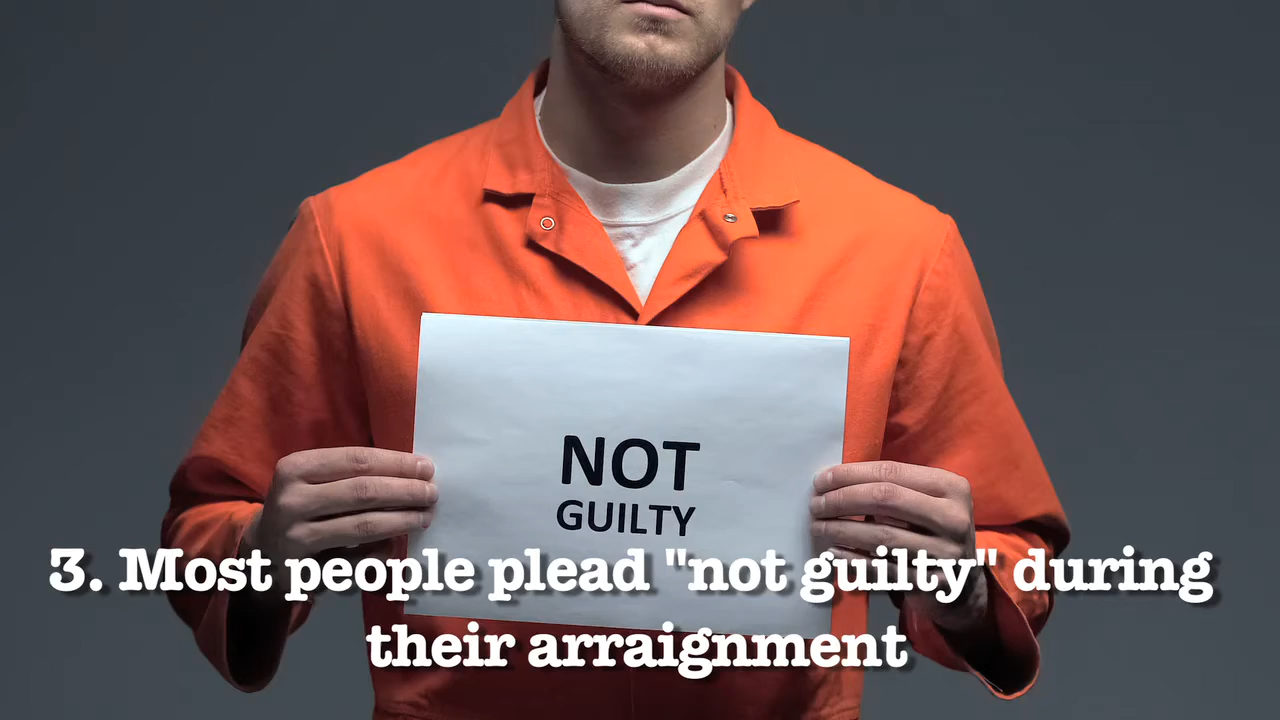 NOT
GUILTY
3. Most people plead "not guilty" during
their arraignment